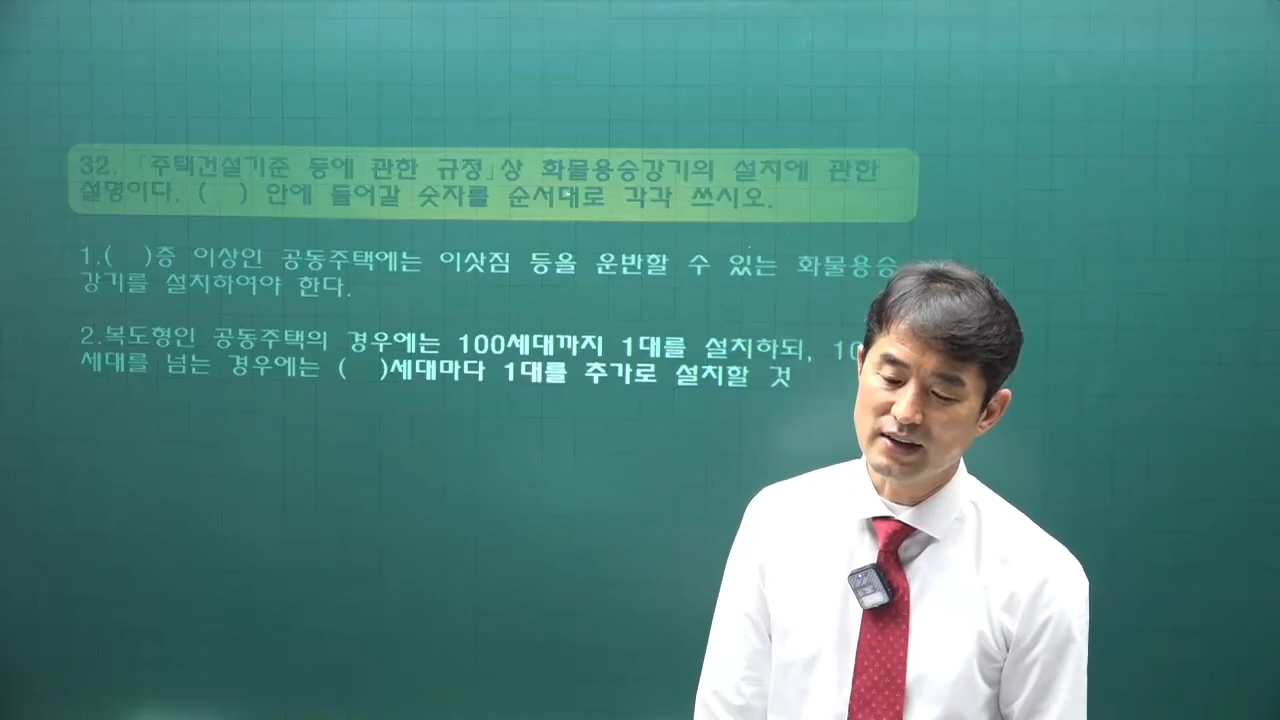 32. 「주택건설기준 등에 관한 규정」상 화물용승강기의 설치에 관한
설명이다. (  ) 안에 들어갈 숫자를 순서대로 각각 쓰시오.
1.(  )층 이상인 공동주택에는 이삿짐 등을 운반할 수 있는 화물용승
강기를 설치하여야 한다.
2.복도형인 공동주택의 경우에는 100세대까지 1대를 설치하되, 10
세대를 넘는 경우에는 (  )세대마다 1대를 추가로 설치할 것